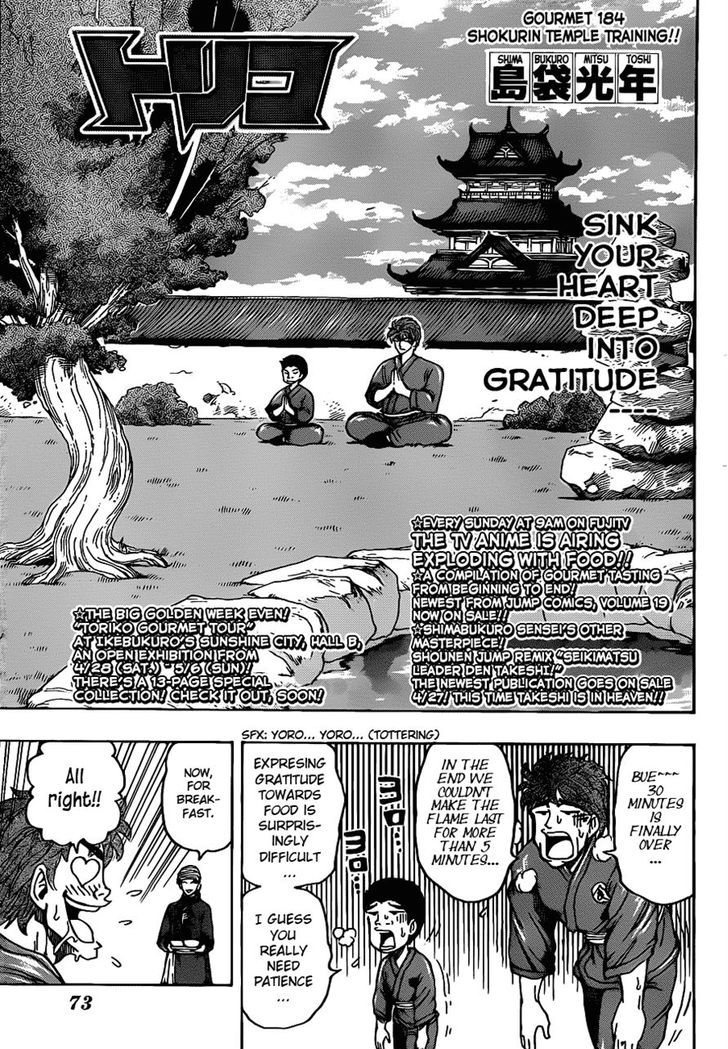 GOURMET 184
SHOKURIN TEMPLE TRAINING!!
トリコ
SHIMA BUKURO MITSU TOSHI
島袋光年
SINK
YOUR
HEART
DEEP
INTO
GRATITUDE
----
☆EVERY SUNDAY AT 9AM ON FUJITV
THE TV ANIME IS AIRING
EXPLODING WITH FOOD!!
☆A COMPILATION OF GOURMET TASTING
FROM BEGINNING TO END!
NEWEST FROM JUMP COMICS, VOLUME 19
NOW ON SALE!!
☆SHIMABUKURO SENSEI'S OTHER
MASTERPIECE!
SHOUNEN JUMP REMIX "SEIKIMATSU
LEADER DEN TAKESHI!"
THE NEWEST PUBLICATION GOES ON SALE
4/27! THIS TIME TAKESHI IS IN HEAVEN!!
☆THE BIG GOLDEN WEEK EVEN!
"TORIKO GOURMET TOUR"
AT IKEBUKURO'S SUNSHINE CITY, HALL B,
AN OPEN EXHIBITION FROM
4/28 (SAT.) ~ 5/6 (SUN)!
THERE'S A 13-PAGE SPECIAL
COLLECTION! CHECK IT OUT, SOON!
SFX: YORO... YORO... (TOTTERING)
BUE~~~
30
MINUTES
IS
FINALLY
OVER
...
IN THE
END WE
COULDN'T
MAKE THE
FLAME LAST
FOR MORE
THAN 5
MINUTES...
ヨロ…
ヨロ…
EXPRESING
GRATITUDE
TOWARDS
FOOD IS
SURPRIS-
INGLY
DIFFICULT
...
I GUESS
YOU
REALLY
NEED
PATIENCE
...
NOW,
FOR
BREAK-
FAST.
All
right!!
73